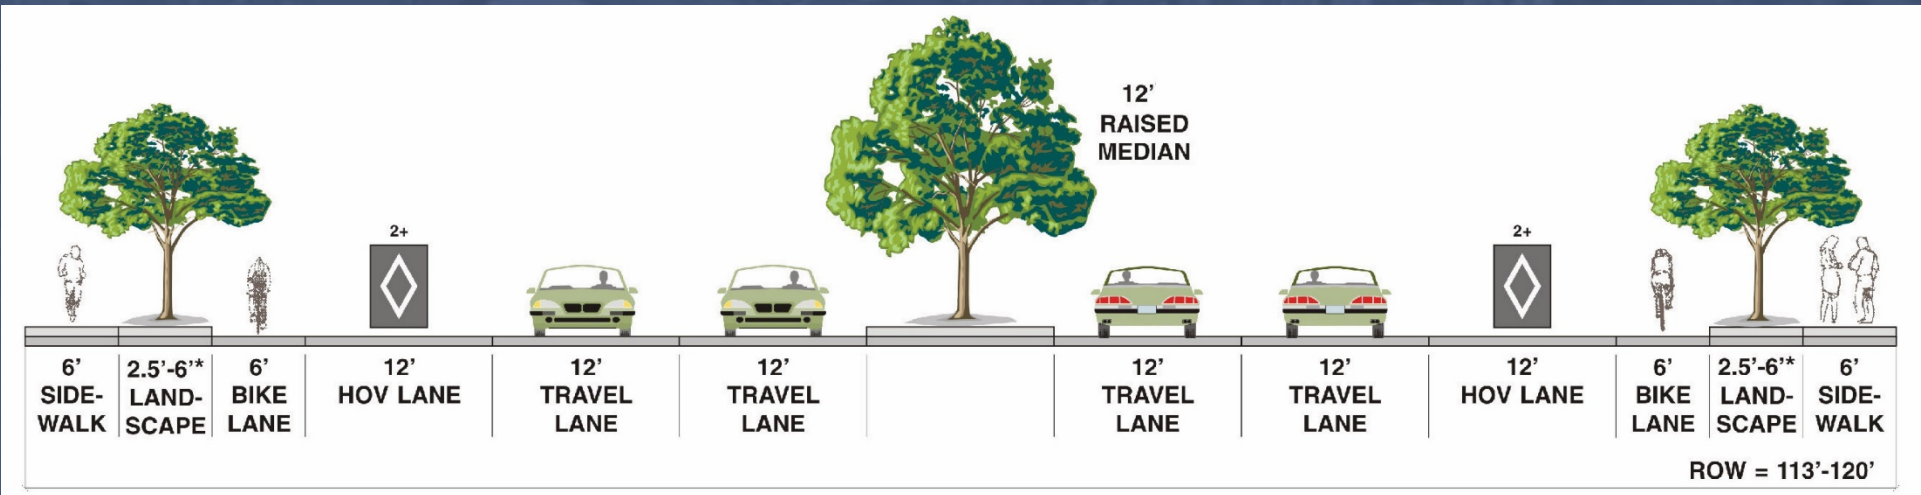 12’
RAISED
MEDIAN
2+
2+
6’
SIDE-
WALK
2.5’-6’*
LAND-
SCAPE
6’
BIKE
LANE
12’
HOV LANE
12’
TRAVEL
LANE
12’
TRAVEL
LANE
12’
TRAVEL
LANE
12’
TRAVEL
LANE
12’
HOV LANE
6’
BIKE
LANE
2.5’-6’*
LAND-
SCAPE
6’
SIDE-
WALK
ROW = 113’-120’